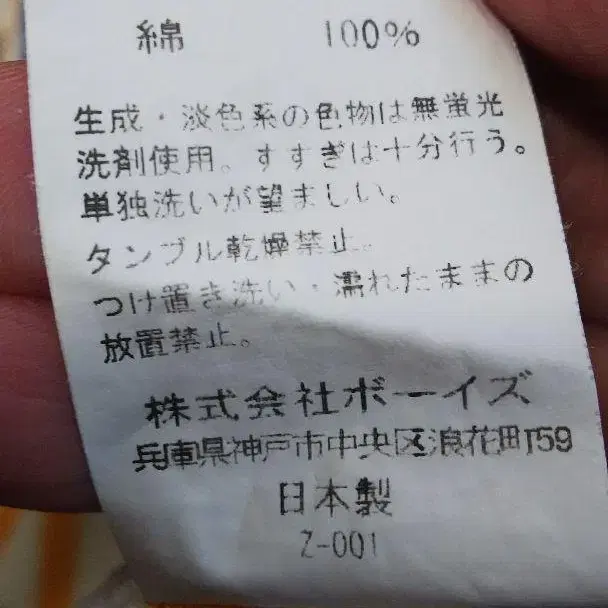 綿 100%
生成・淡色系の色物は無蛍光
洗剤使用。すすぎは十分行う。
単独洗いが望ましい。
タンブル乾燥禁止。
つけ置き洗い・濡れたままの
放置禁止。
株式会社ボーイズ
兵庫県神戸市中央区浪花町59
日本製
Z-001